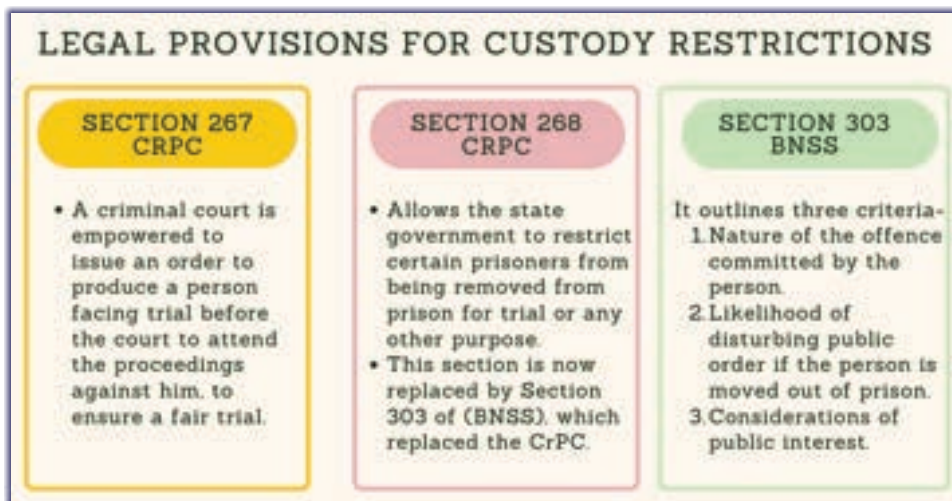 LEGAL PROVISIONS FOR CUSTODY RESTRICTIONS
SECTION 267
CRPC
• A criminal court is
empowered to
issue an order to
produce a person
facing trial before
the court to attend
the proceedings
against him, to
ensure a fair trial.
SECTION 268
CRPC
• Allows the state
government to restrict
certain prisoners from
being removed from
prison for trial or any
other purpose.
• This section is now
replaced by Section
303 of (BNSS), which
replaced the CrPC.
SECTION 303
BNSS
It outlines three criteria-
1. Nature of the offence
committed by the
person.
2. Likelihood of
disturbing public
order if the person is
moved out of prison.
3. Considerations of
public interest.